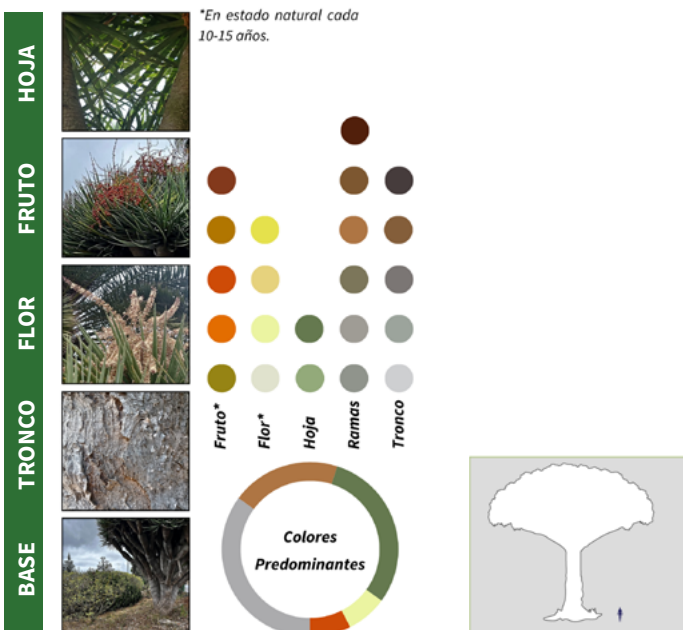 *En estado natural cada
10-15 años.
HOJA
FRUTO
FLOR
TRONCO
BASE
Fruto*
Flor*
Hoja
Ramas
Tronco
Colores
Predominantes